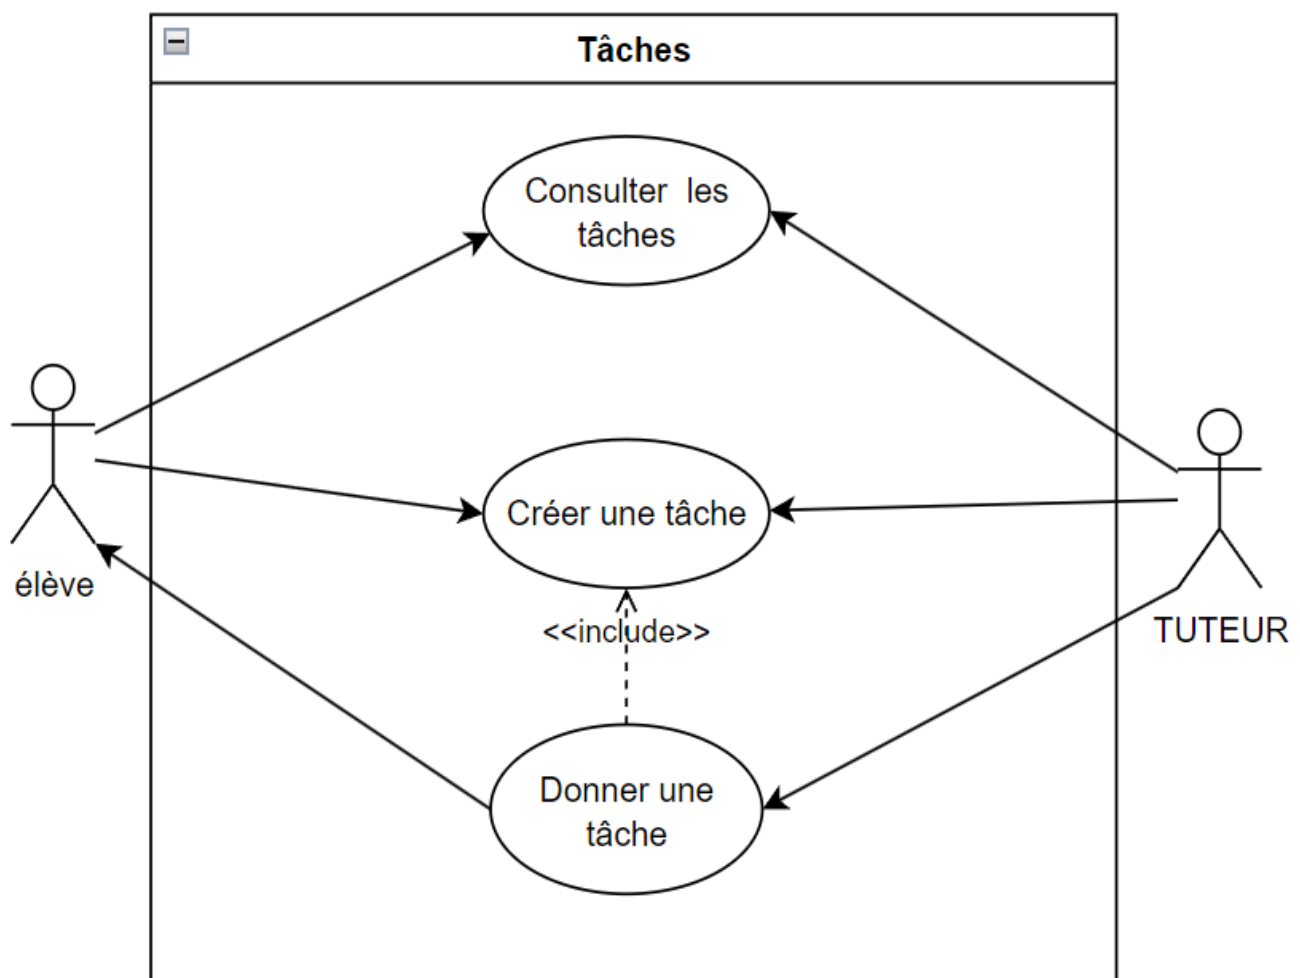 Tâches
Consulter les
tâches
Créer une tâche
élève
<<include>>
TUTEUR
Donner une
tâche